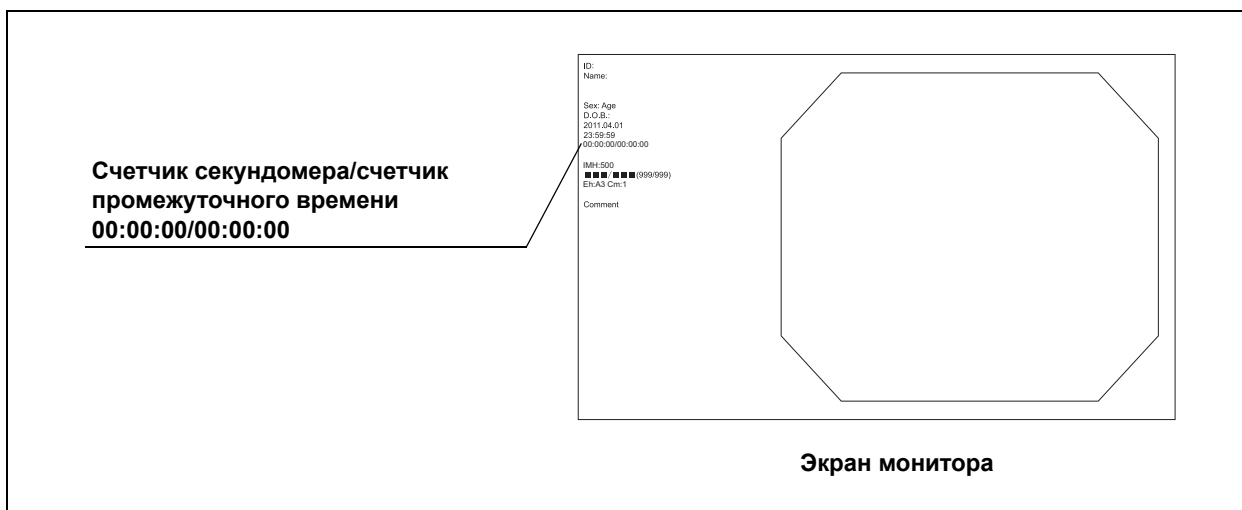 ID:
Name:
Sex: Age
D.O.B.:
2011.04.01
23:59:59
00:00:00/00:00:00
IMH:500
■■■/■■■(999/999)
Eh:A3 Cm:1
Comment
Счетчик секундомера/счетчик
промежуточного времени
00:00:00/00:00:00
Экран монитора